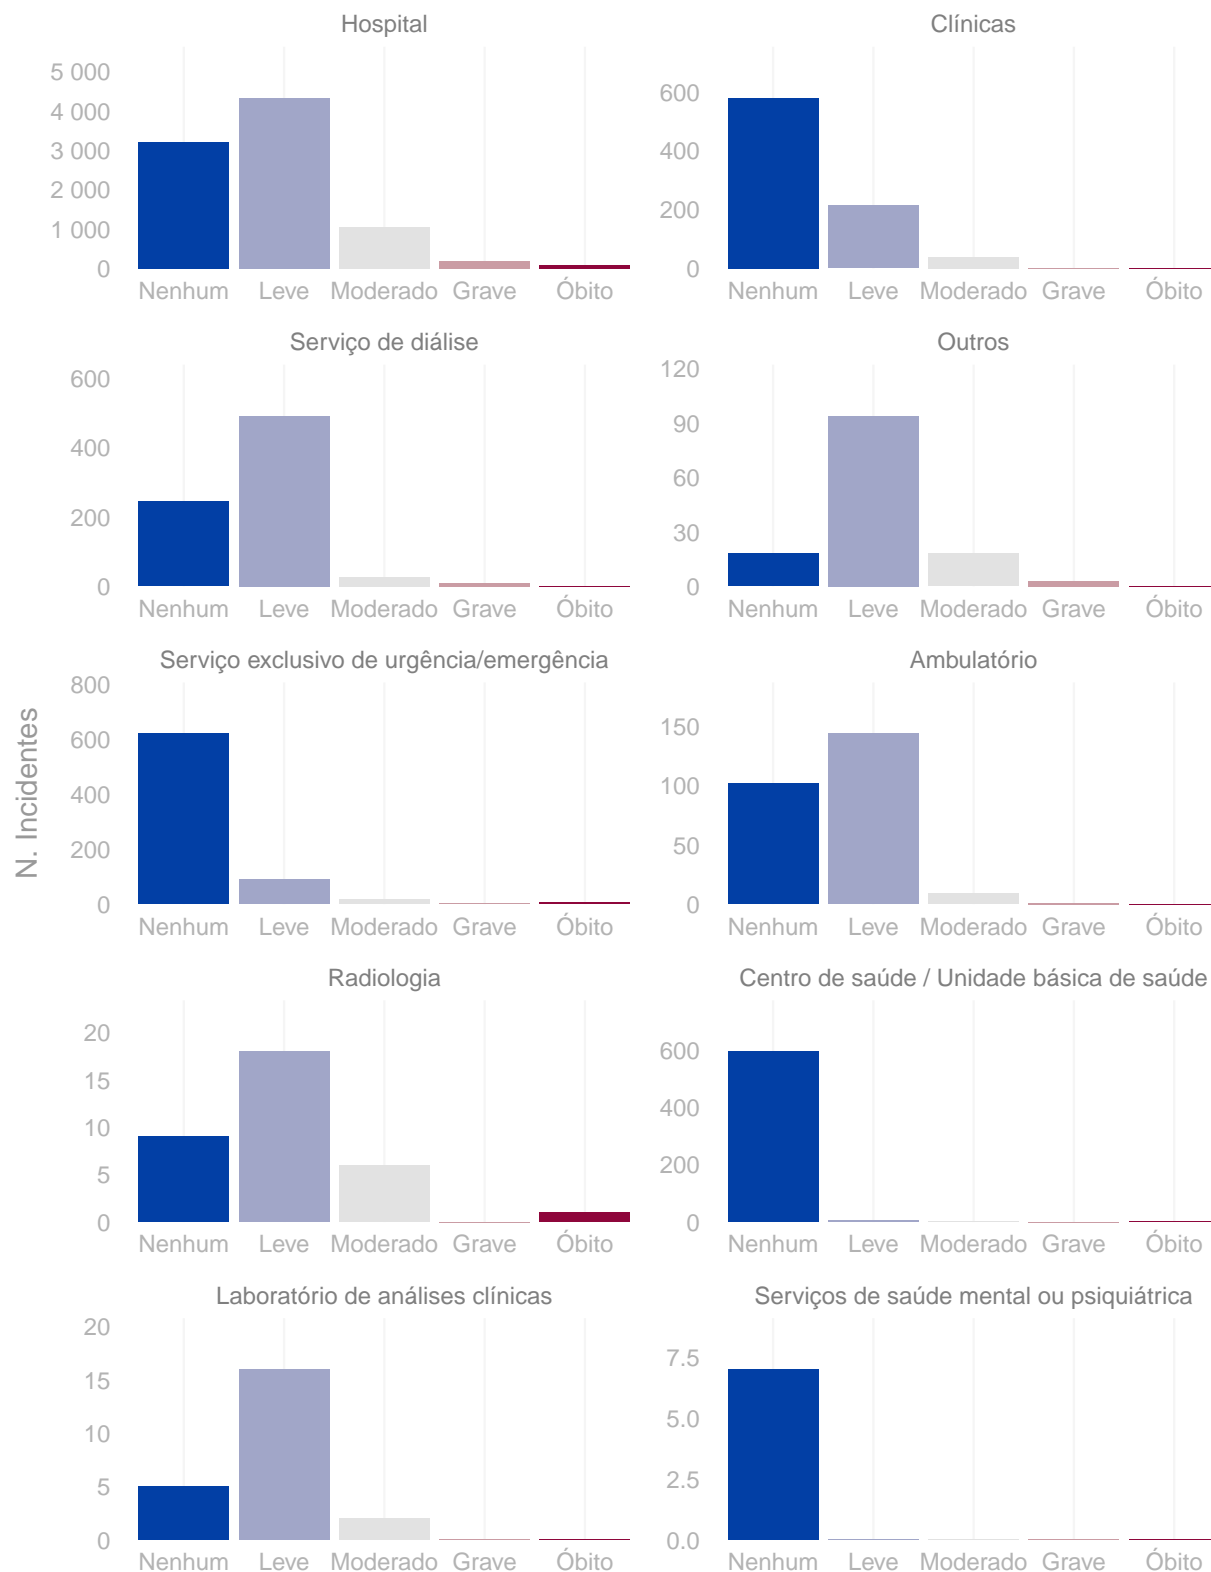 Hospital
5 000
4 000
3 000
2 000
1 000
0
Nenhum Leve Moderado Grave Óbito
Clínicas
600
400
200
0
Nenhum Leve Moderado Grave Óbito
Serviço de diálise
600
400
200
0
Nenhum Leve Moderado Grave Óbito
Outros
120
90
60
30
0
Nenhum Leve Moderado Grave Óbito
N. Incidentes
Serviço exclusivo de urgência/emergência
800
600
400
200
0
Nenhum Leve Moderado Grave Óbito
Ambulatório
150
100
50
0
Nenhum Leve Moderado Grave Óbito
Radiologia
20
15
10
5
0
Nenhum Leve Moderado Grave Óbito
Centro de saúde / Unidade básica de saúde
600
400
200
0
Nenhum Leve Moderado Grave Óbito
Laboratório de análises clínicas
20
15
10
5
0
Nenhum Leve Moderado Grave Óbito
Serviços de saúde mental ou psiquiátrica
7.5
5.0
2.5
0.0
Nenhum Leve Moderado Grave Óbito